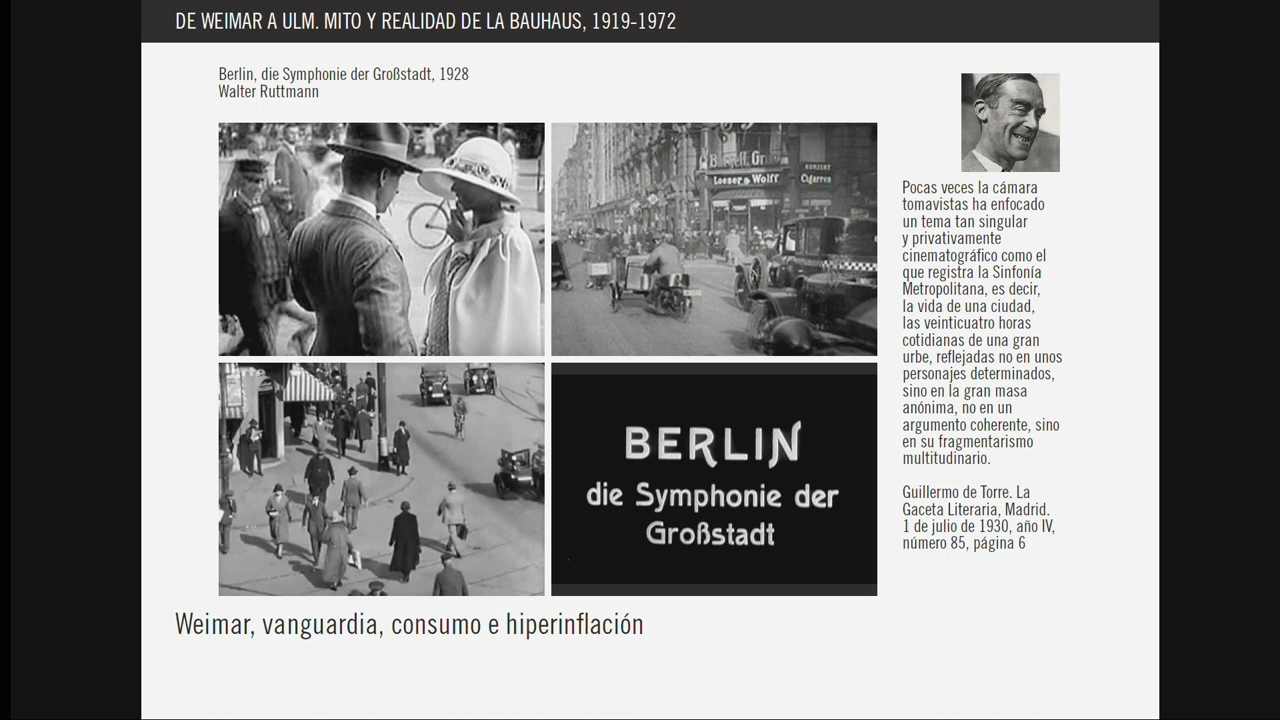 DE WEIMAR A ULM. MITO Y REALIDAD DE LA BAUHAUS, 1919-1972
Berlin, die Symphonie der Großstadt, 1928
Walter Ruttmann
Loeser & Wolff
KONZERT
Cigarren
BERLIN
die Symphonie der
Großstadt
Pocas veces la cámara
tomavistas ha enfocado
un tema tan singular
y privativamente
cinematográfico como el
que registra la Sinfonía
Metropolitana, es decir,
la vida de una ciudad,
las veinticuatro horas
cotidianas de una gran
urbe, reflejadas no en unos
personajes determinados,
sino en la gran masa
anónima, no en un
argumento coherente, sino
en su fragmentarismo
multitudinario.
Guillermo de Torre. La
Gaceta Literaria, Madrid.
1 de julio de 1930, año IV,
número 85, página 6
Weimar, vanguardia, consumo e hiperinflación